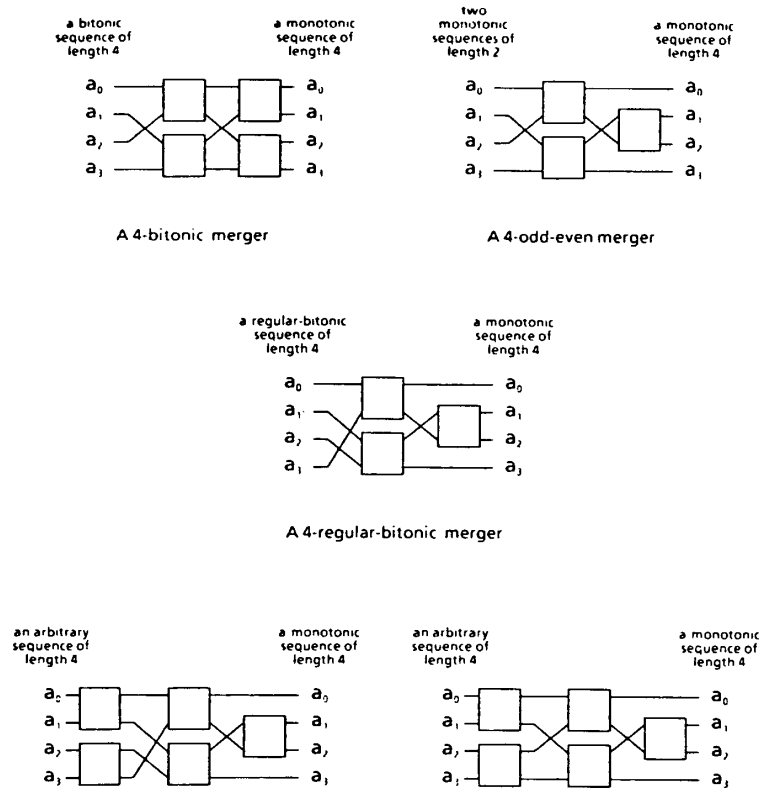 a bitonic
sequence of
length 4
a monotonic
sequence of
length 4
a₀
a₁
a₂
a₃
a₀
a₁
a₂
a₃
A 4-bitonic merger
two
monotonic
sequences of
length 2
a monotonic
sequence of
length 4
a₀
a₁
a₂
a₃
a₀
a₁
a₂
a₃
A 4-odd-even merger
a regular-bitonic
sequence of
length 4
a monotonic
sequence of
length 4
a₀
a₁
a₂
a₃
a₀
a₁
a₂
a₃
A 4-regular-bitonic merger
an arbitrary
sequence of
length 4
a monotonic
sequence of
length 4
a₀
a₁
a₂
a₃
a₀
a₁
a₂
a₃
an arbitrary
sequence of
length 4
a monotonic
sequence of
length 4
a₀
a₁
a₂
a₃
a₀
a₁
a₂
a₃